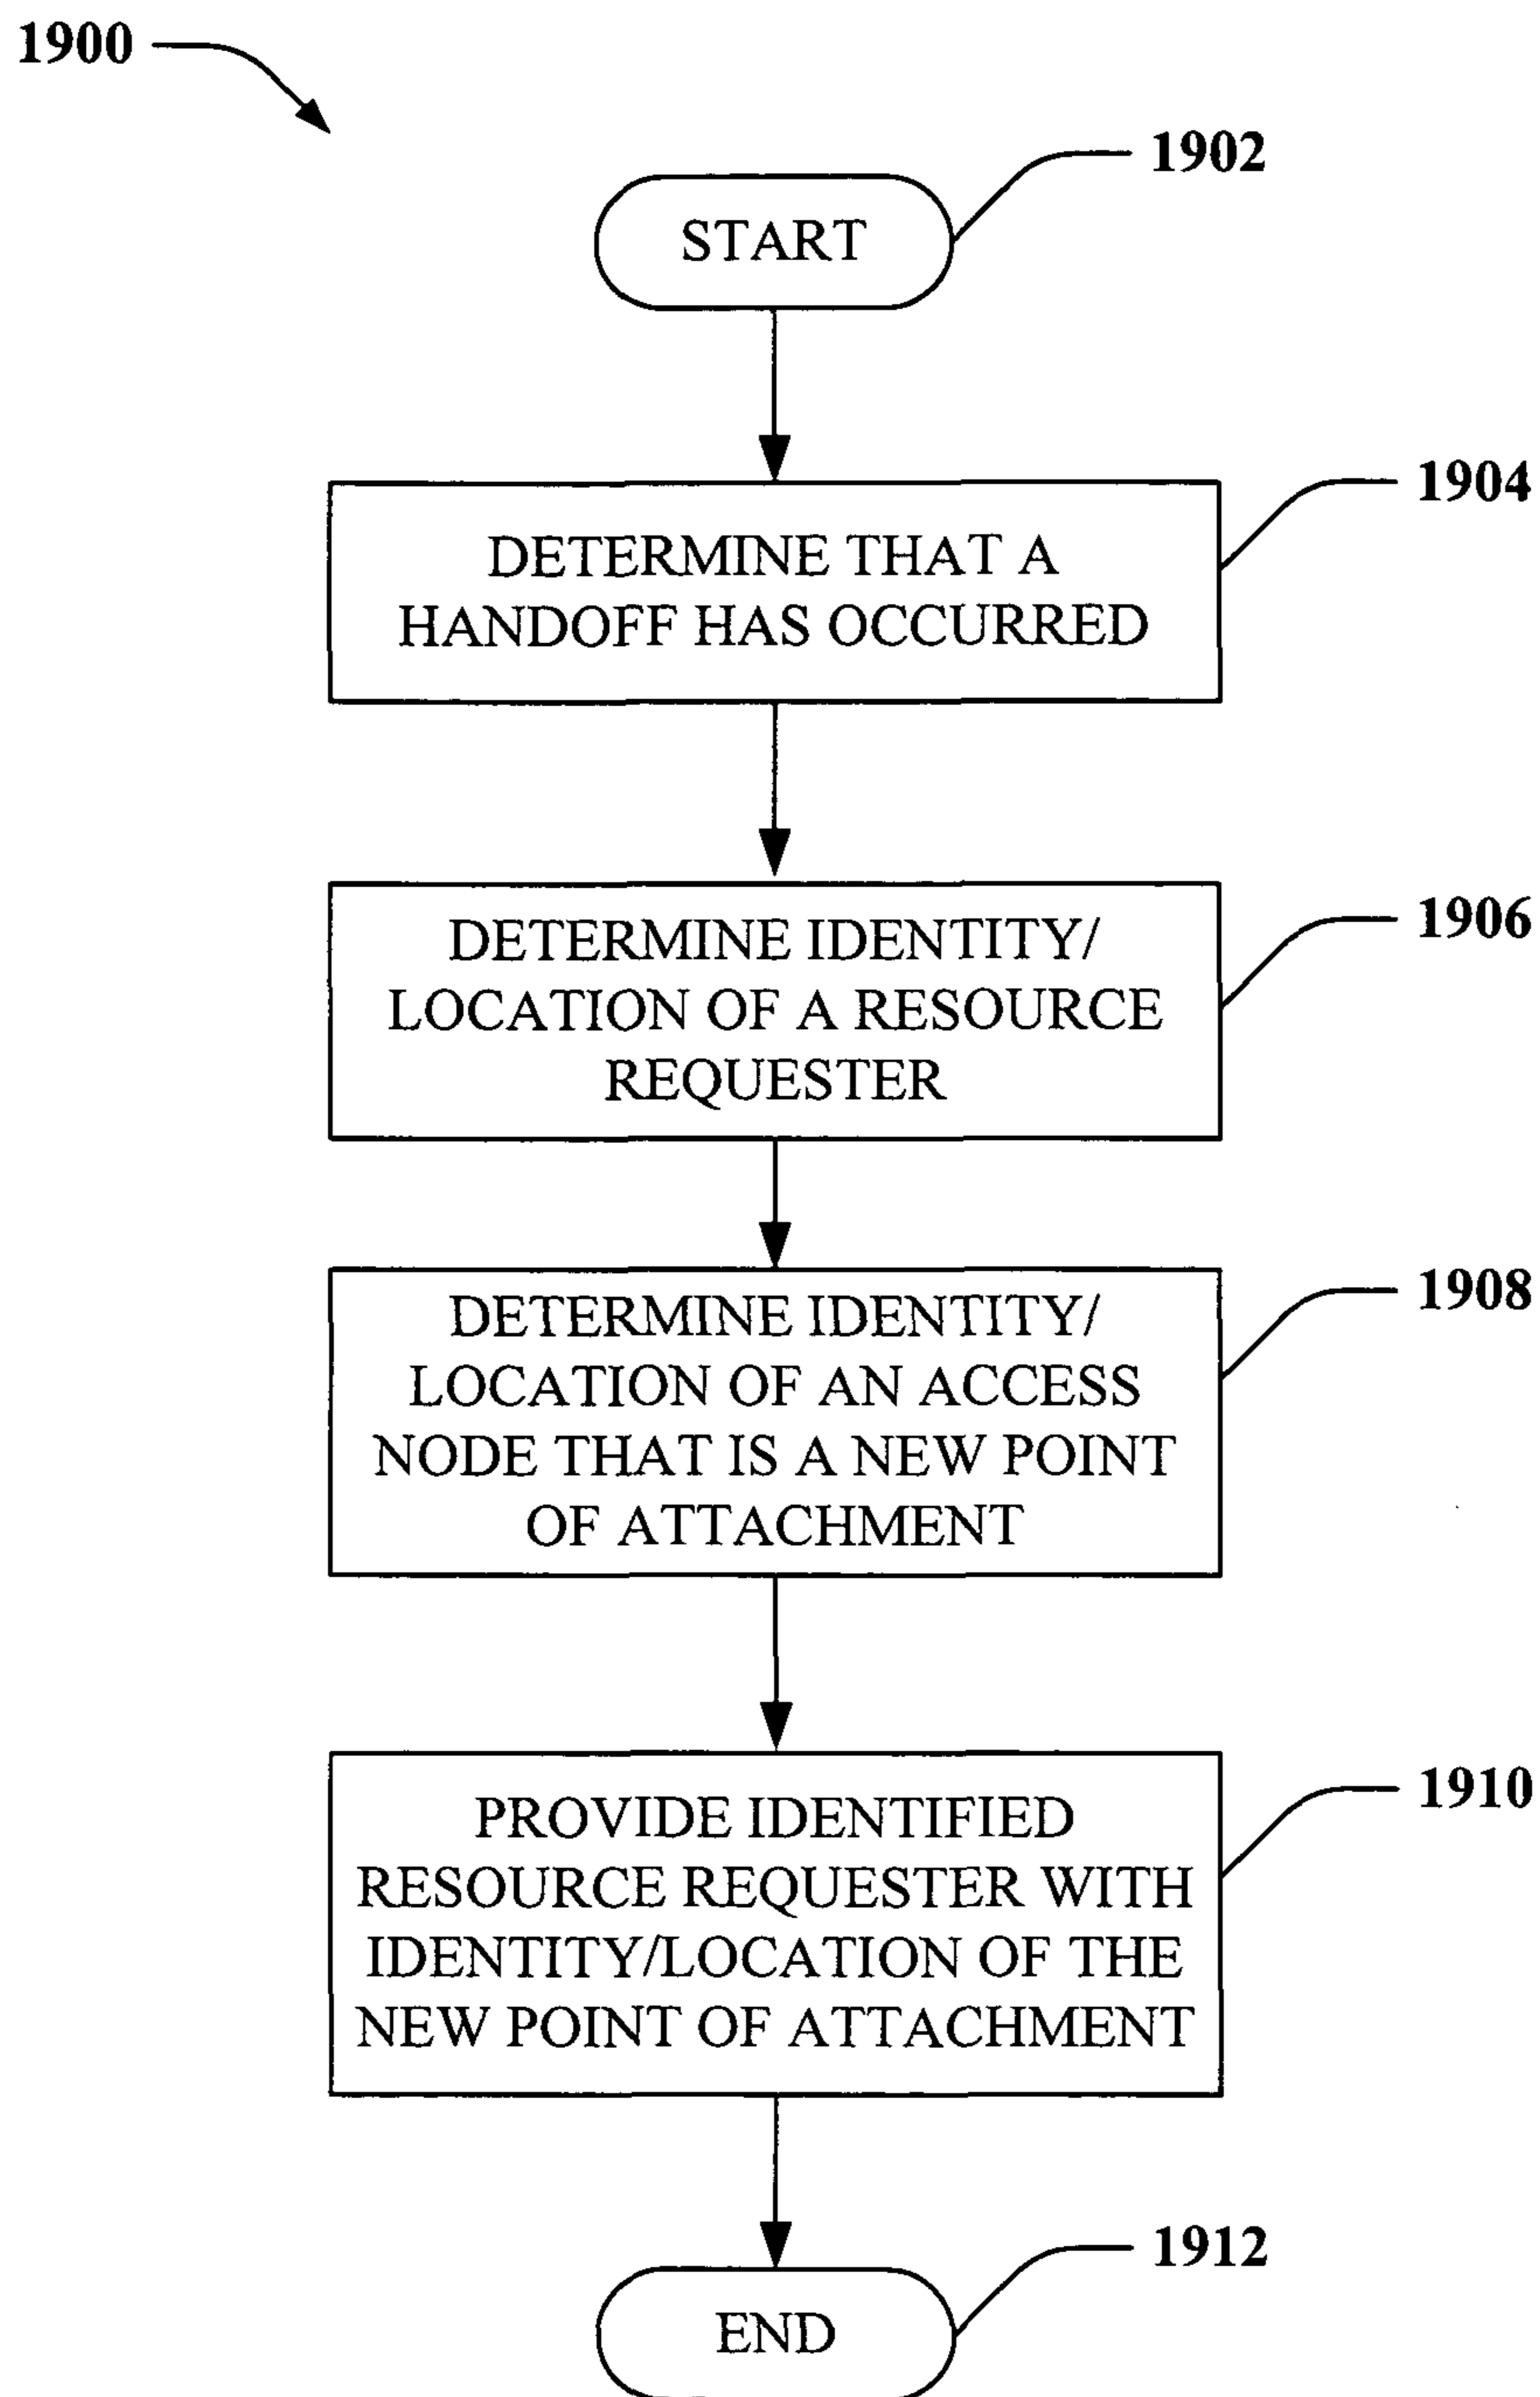 1900
1902
START
1904
DETERMINE THAT A
HANDOFF HAS OCCURRED
1906
DETERMINE IDENTITY/
LOCATION OF A RESOURCE
REQUESTER
1908
DETERMINE IDENTITY/
LOCATION OF AN ACCESS
NODE THAT IS A NEW POINT
OF ATTACHMENT
1910
PROVIDE IDENTIFIED
RESOURCE REQUESTER WITH
IDENTITY/LOCATION OF THE
NEW POINT OF ATTACHMENT
1912
END